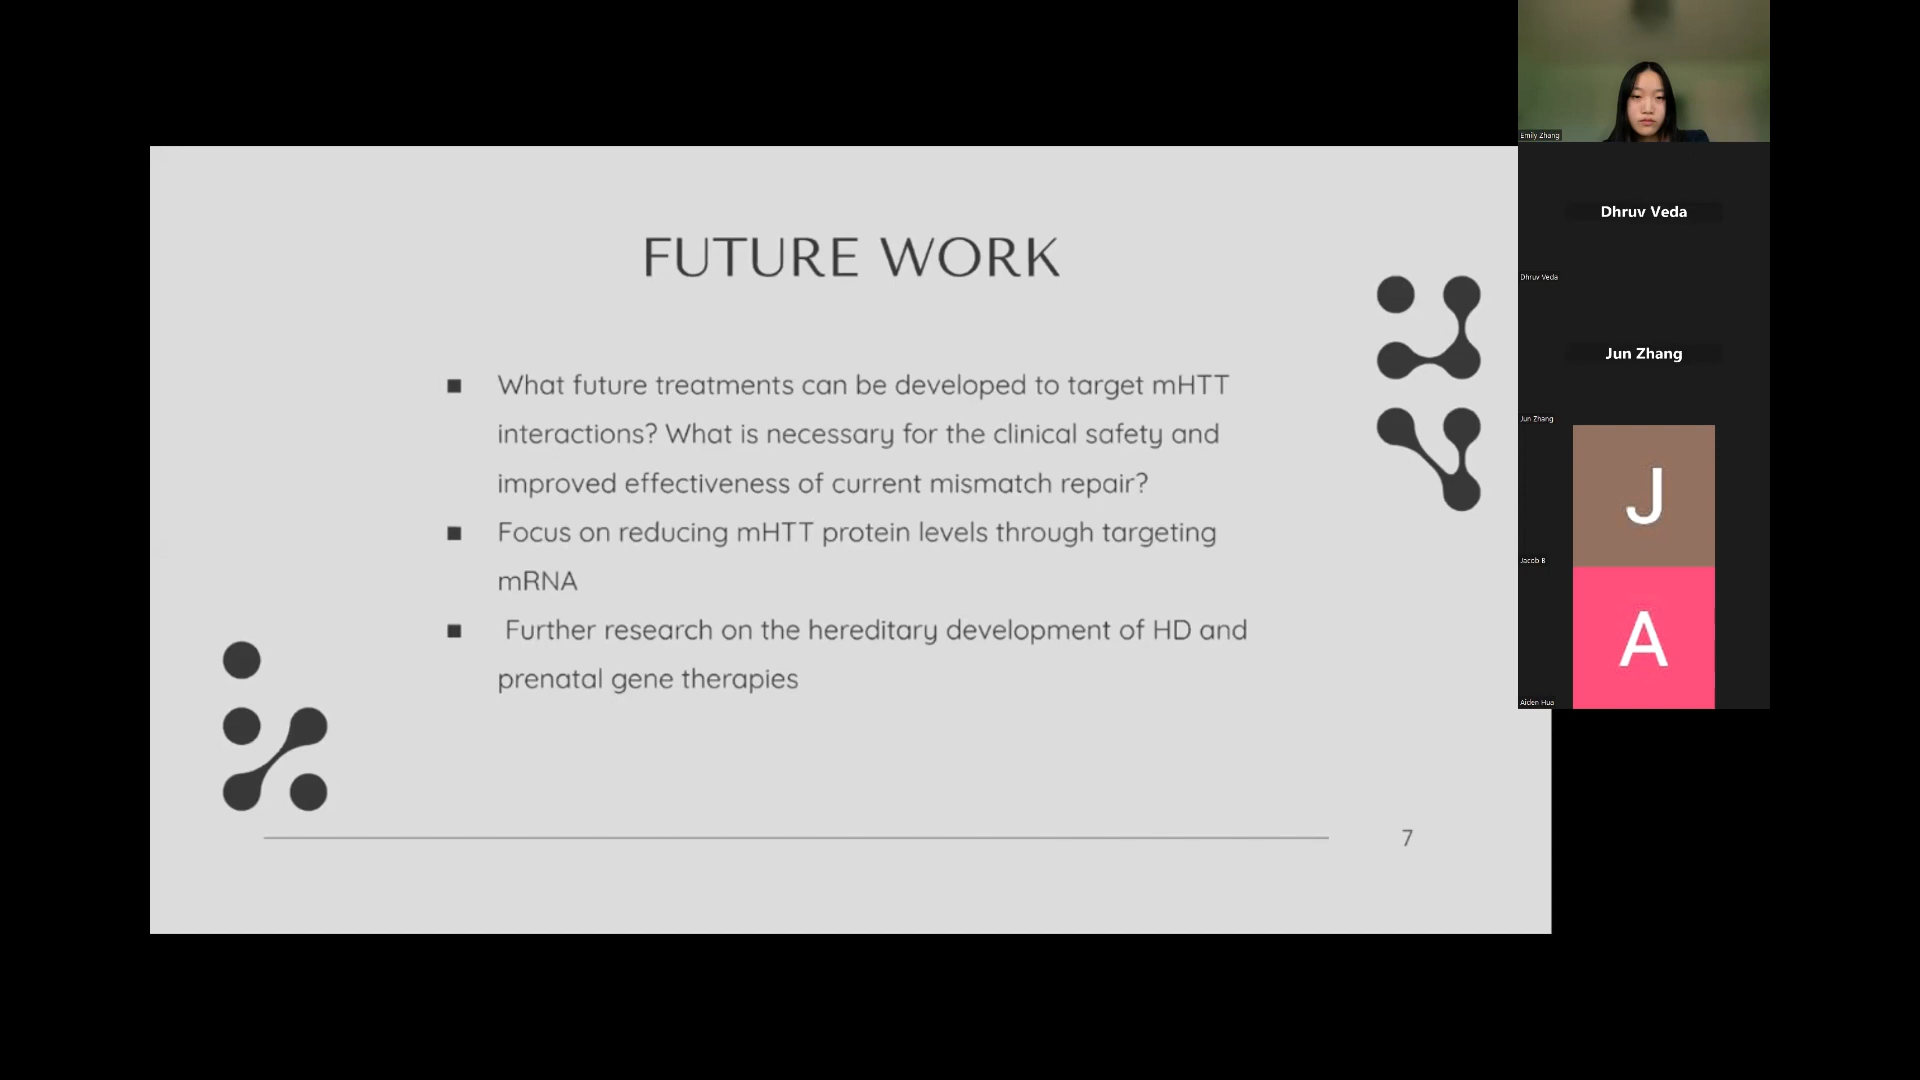 FUTURE WORK
■ What future treatments can be developed to target mHTT
interactions? What is necessary for the clinical safety and
improved effectiveness of current mismatch repair?
■ Focus on reducing mHTT protein levels through targeting
mRNA
■ Further research on the hereditary development of HD and
prenatal gene therapies
7
Emily Zhang
Dhruv Veda
Dhruv Veda
Jun Zhang
Jun Zhang
J
Jacob B
A
Aiden Hua